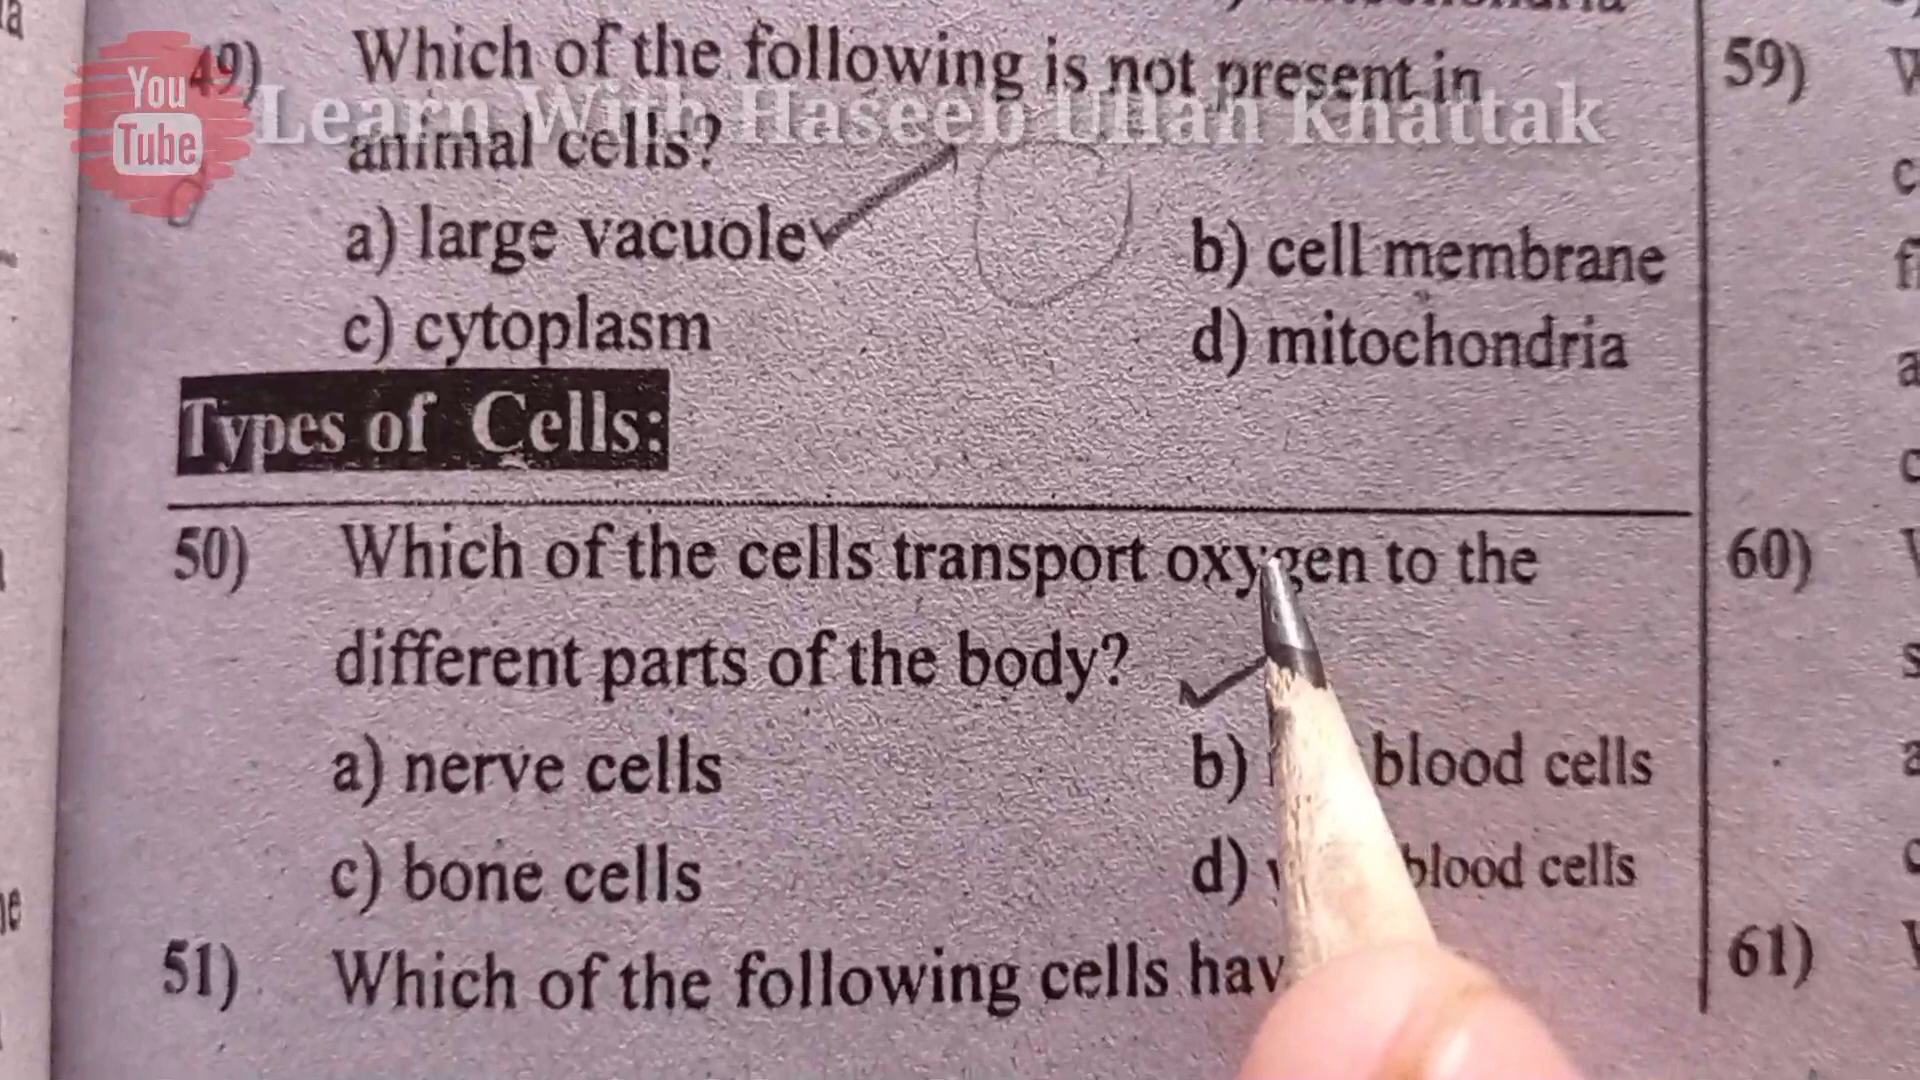 You
Tube
Learn With Haseeb Ullah Khattak
49) Which of the following is not present in
animal cells?
a) large vacuole b) cell membrane
c) cytoplasm d) mitochondria
Types of Cells:
50) Which of the cells transport oxygen to the
different parts of the body?
a) nerve cells b) blood cells
c) bone cells d) blood cells
51) Which of the following cells
59)
60)
61)